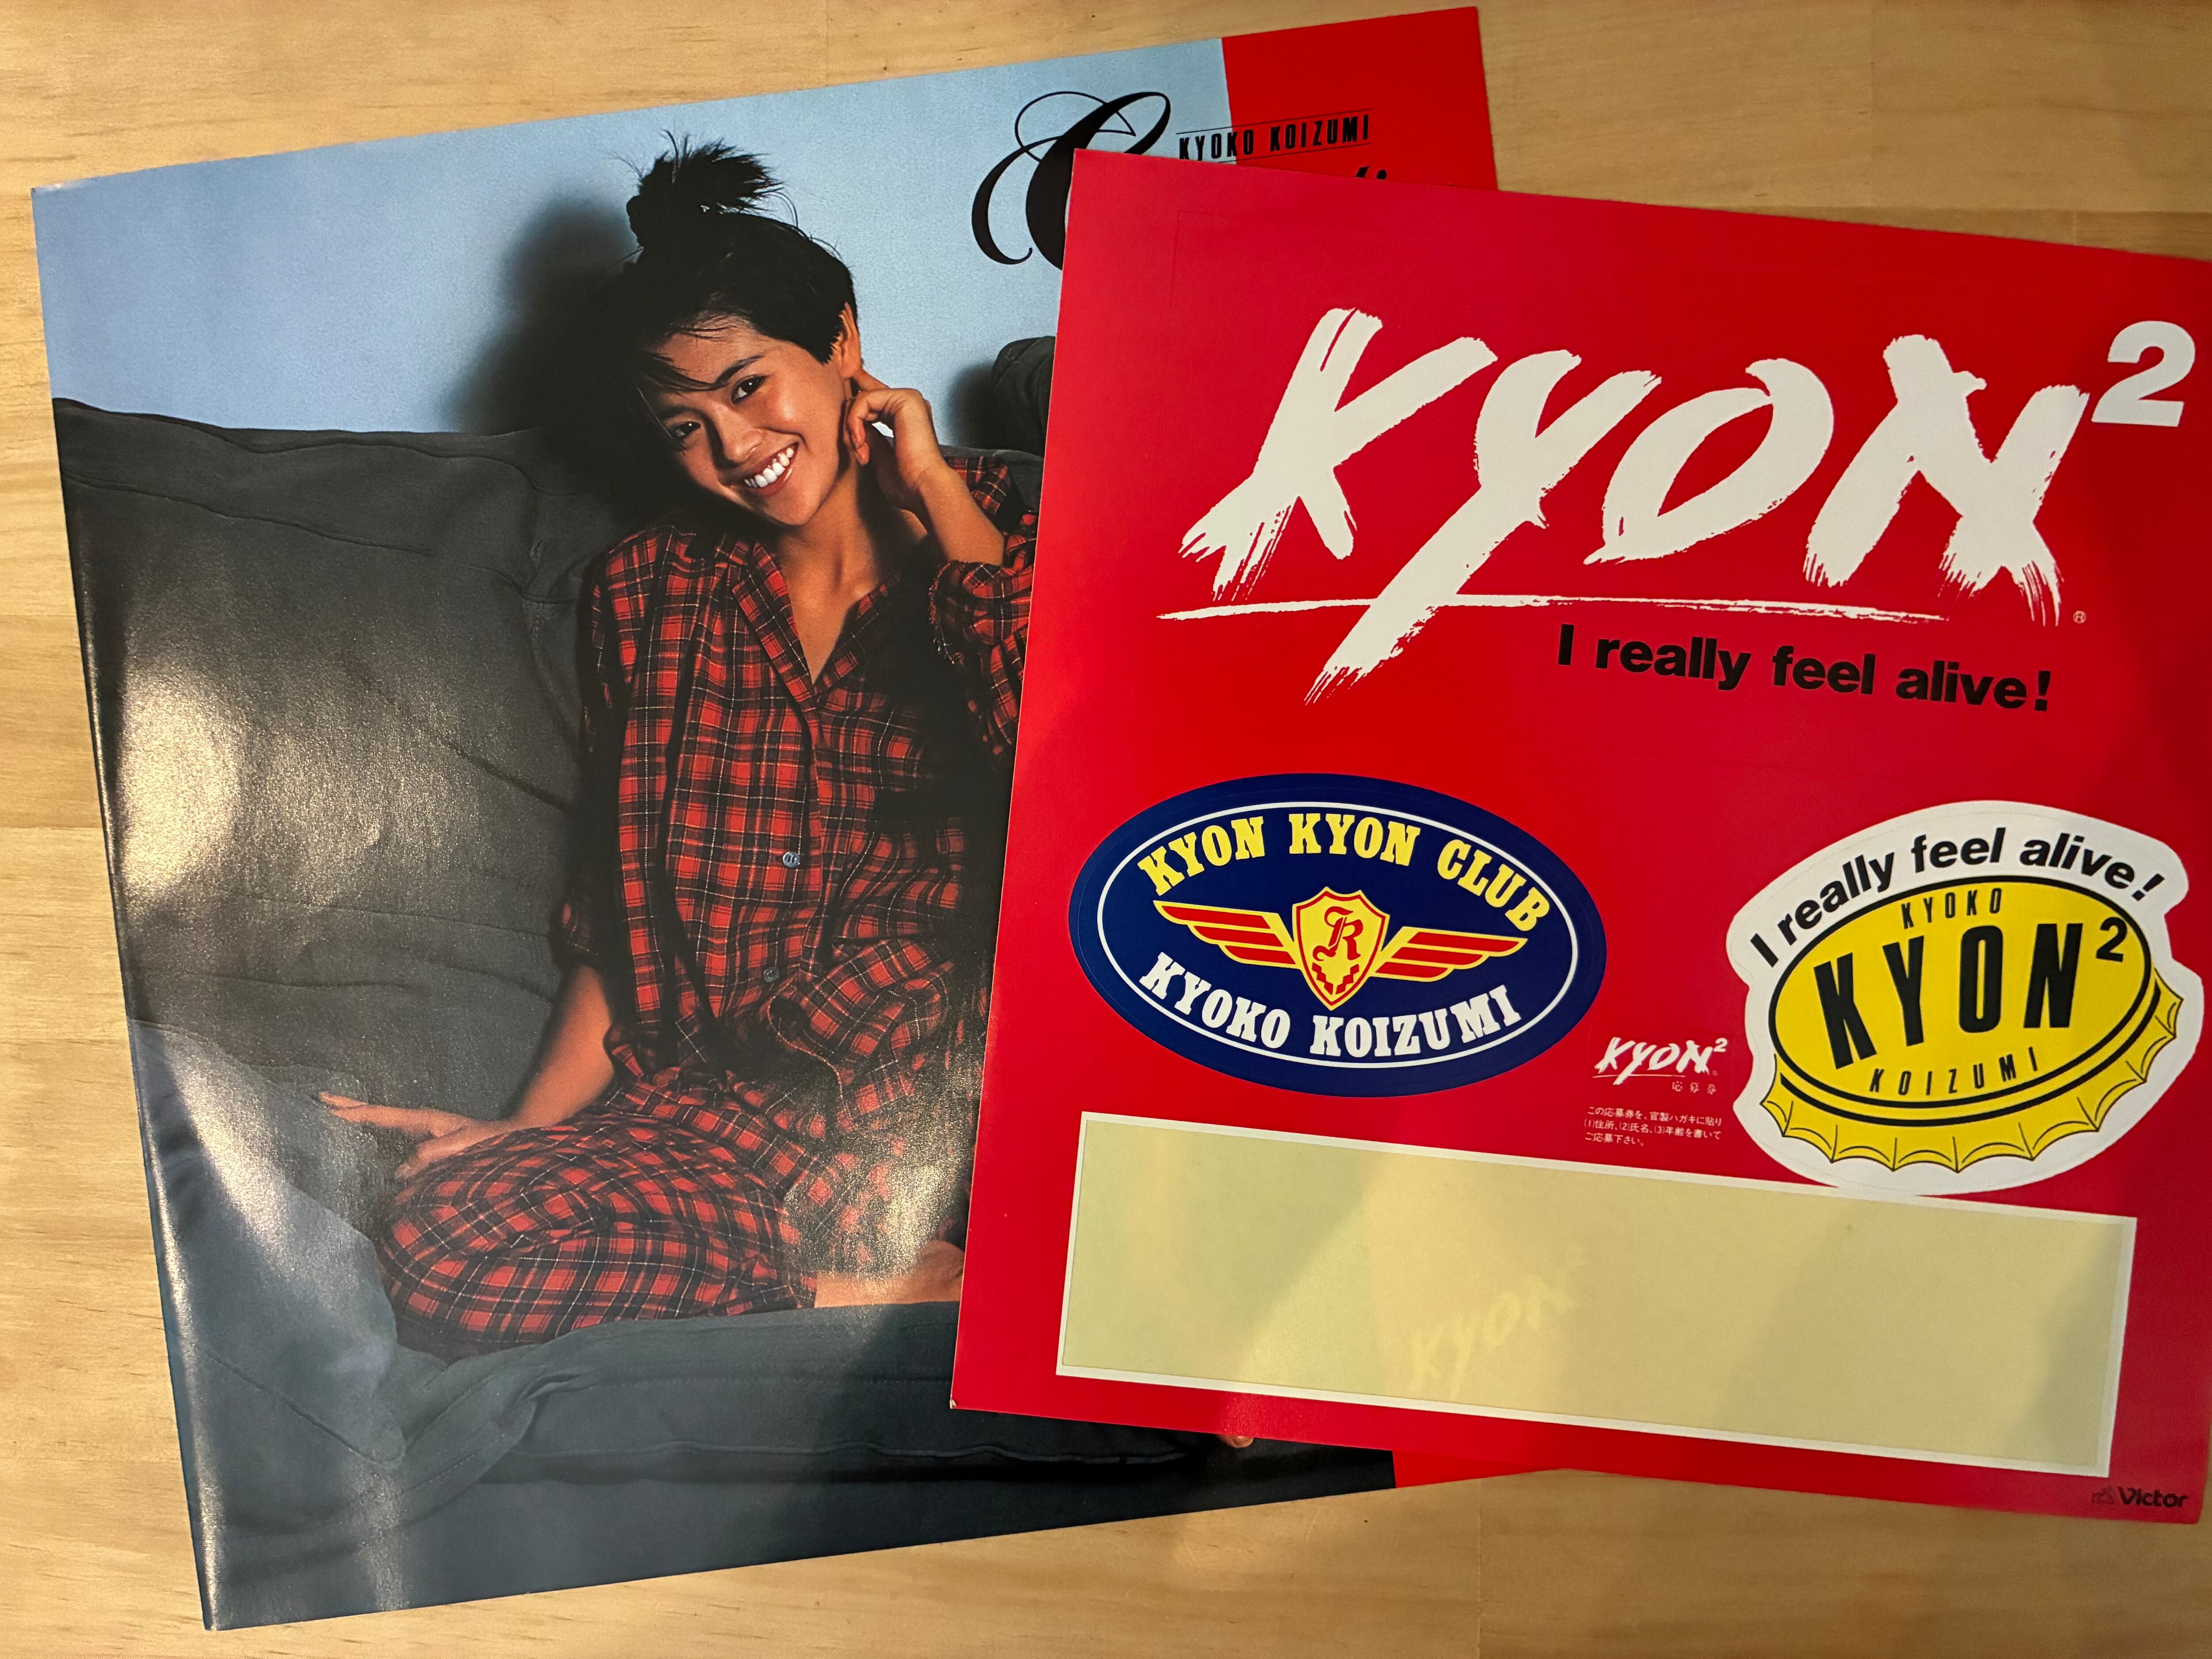 KYOKO KOIZUMI
KYON²
®
I really feel alive!
KYON KYON CLUB
K
KYOKO KOIZUMI
I really feel alive!
KYOKO
KYON²
KOIZUMI
KYON²
応募券
この応募券を、官製ハガキに貼り
(1)住所、(2)氏名、(3)年齢を書いて
ご応募下さい。
KYON²
Victor